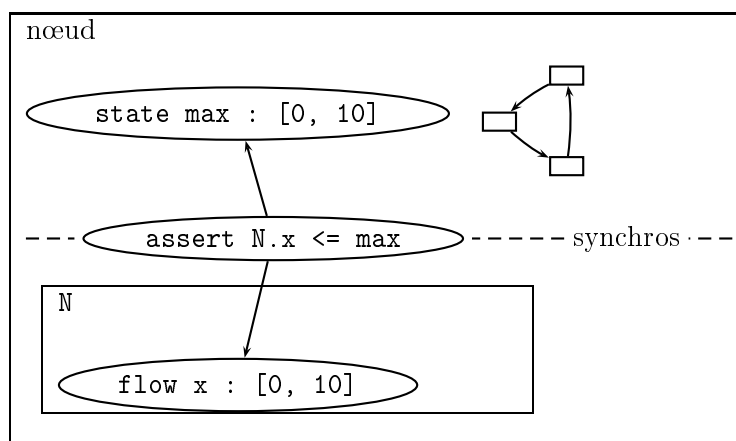 nœud
state max : [0, 10]
assert N.x <= max
synchros
N
flow x : [0, 10]